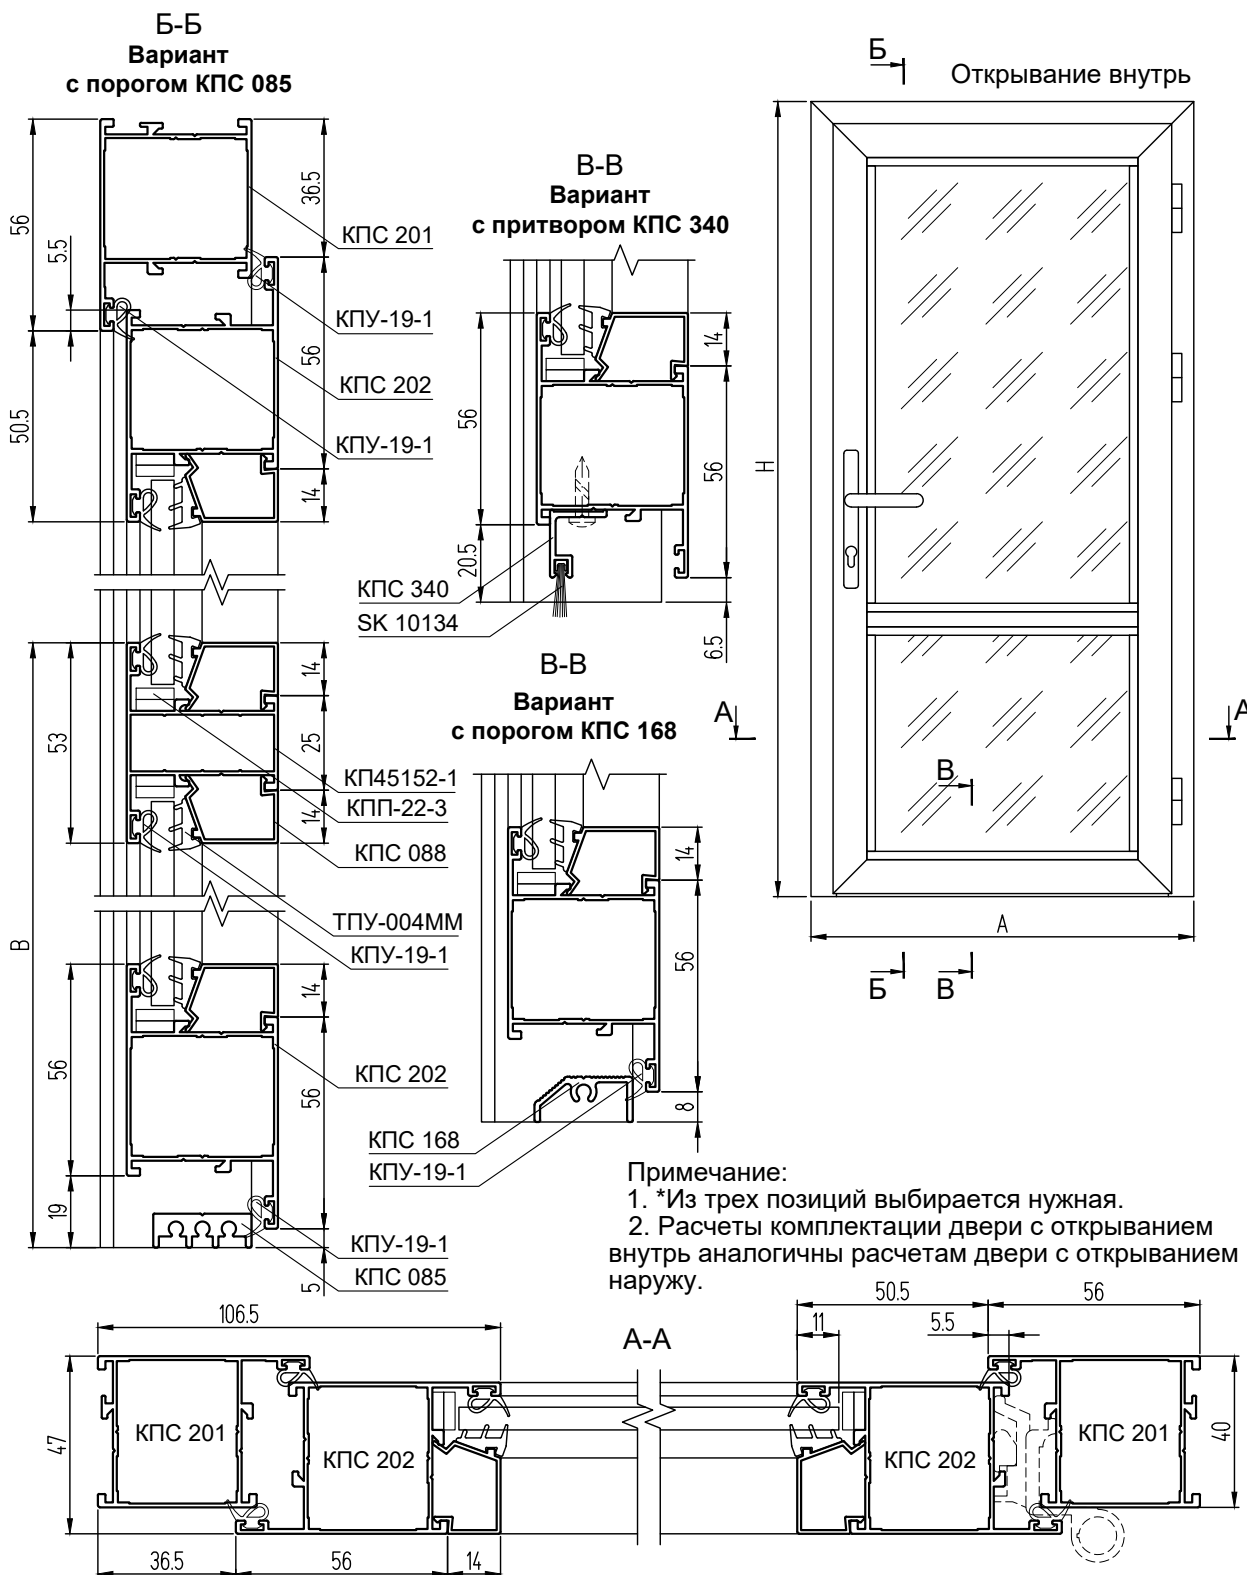 Б-Б
Вариант
с порогом КПС 085
56
5.5
50.5
36.5
56
14
КПС 201
КПУ-19-1
КПС 202
КПУ-19-1
В
53
14
25
14
КП45152-1
КПП-22-3
КПС 088
ТПУ-004ММ
КПУ-19-1
56
19
14
56
5
КПС 202
КПУ-19-1
КПС 085
В-В
Вариант
с притвором КПС 340
56
20.5
14
56
6.5
КПС 340
SK 10134
В-В
Вариант
с порогом КПС 168
14
56
8
КПС 168
КПУ-19-1
Б
Открывание внутрь
Н
А
А
В
А
Б
В
Примечание:
1. *Из трех позиций выбирается нужная.
2. Расчеты комплектации двери с открыванием
внутрь аналогичны расчетам двери с открыванием
наружу.
А-А
106.5
50.5
56
11
5.5
47
40
КПС 201
КПС 202
КПС 202
КПС 201
36.5
56
14